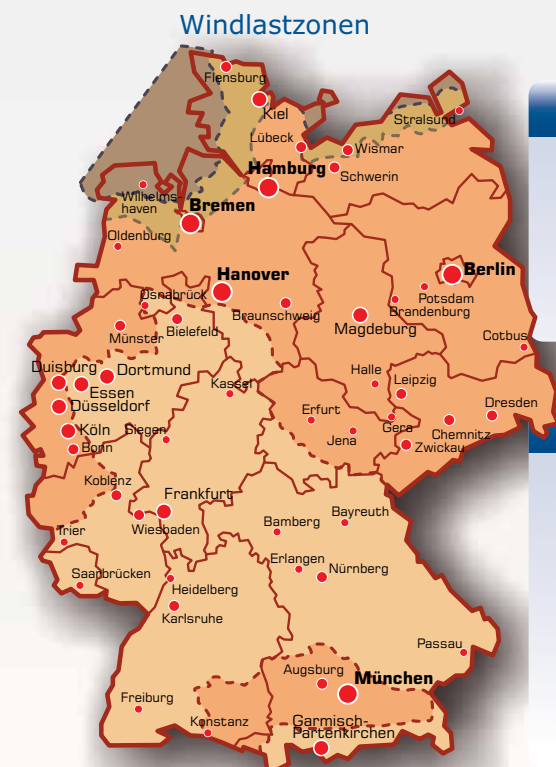 Windlastzonen
Flensburg
Kiel
Stralsund
Lübeck
Wismar
Hamburg
Schwerin
Wilhelms-
haven
Bremen
Oldenburg
Hanover
Berlin
Osnabrück
Potsdam
Brandenburg
Braunschweig
Magdeburg
Bielefeld
Münster
Cotbus
Duisburg
Dortmund
Halle
Leipzig
Kassel
Essen
Düsseldorf
Erfurt
Dresden
Köln
Siegen
Gera
Chemnitz
Jena
Zwickau
Bonn
Koblenz
Frankfurt
Bayreuth
Bamberg
Wiesbaden
Trier
Erlangen
Nürnberg
Saarbrücken
Heidelberg
Karlsruhe
Passau
Augsburg
München
Freiburg
Konstanz
Garmisch-
Partenkirchen